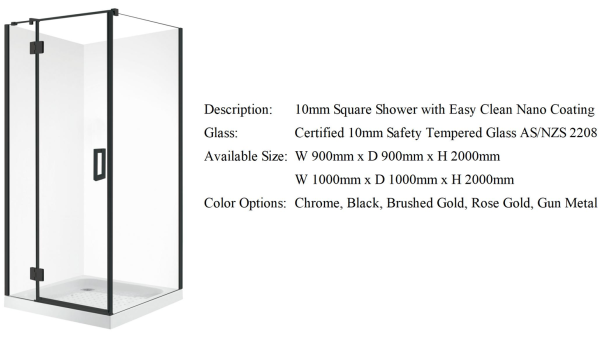 Description: 10mm Square Shower with Easy Clean Nano Coating
Glass: Certified 10mm Safety Tempered Glass AS/NZS 2208
Available Size: W 900mm x D 900mm x H 2000mm
W 1000mm x D 1000mm x H 2000mm
Color Options: Chrome, Black, Brushed Gold, Rose Gold, Gun Metal